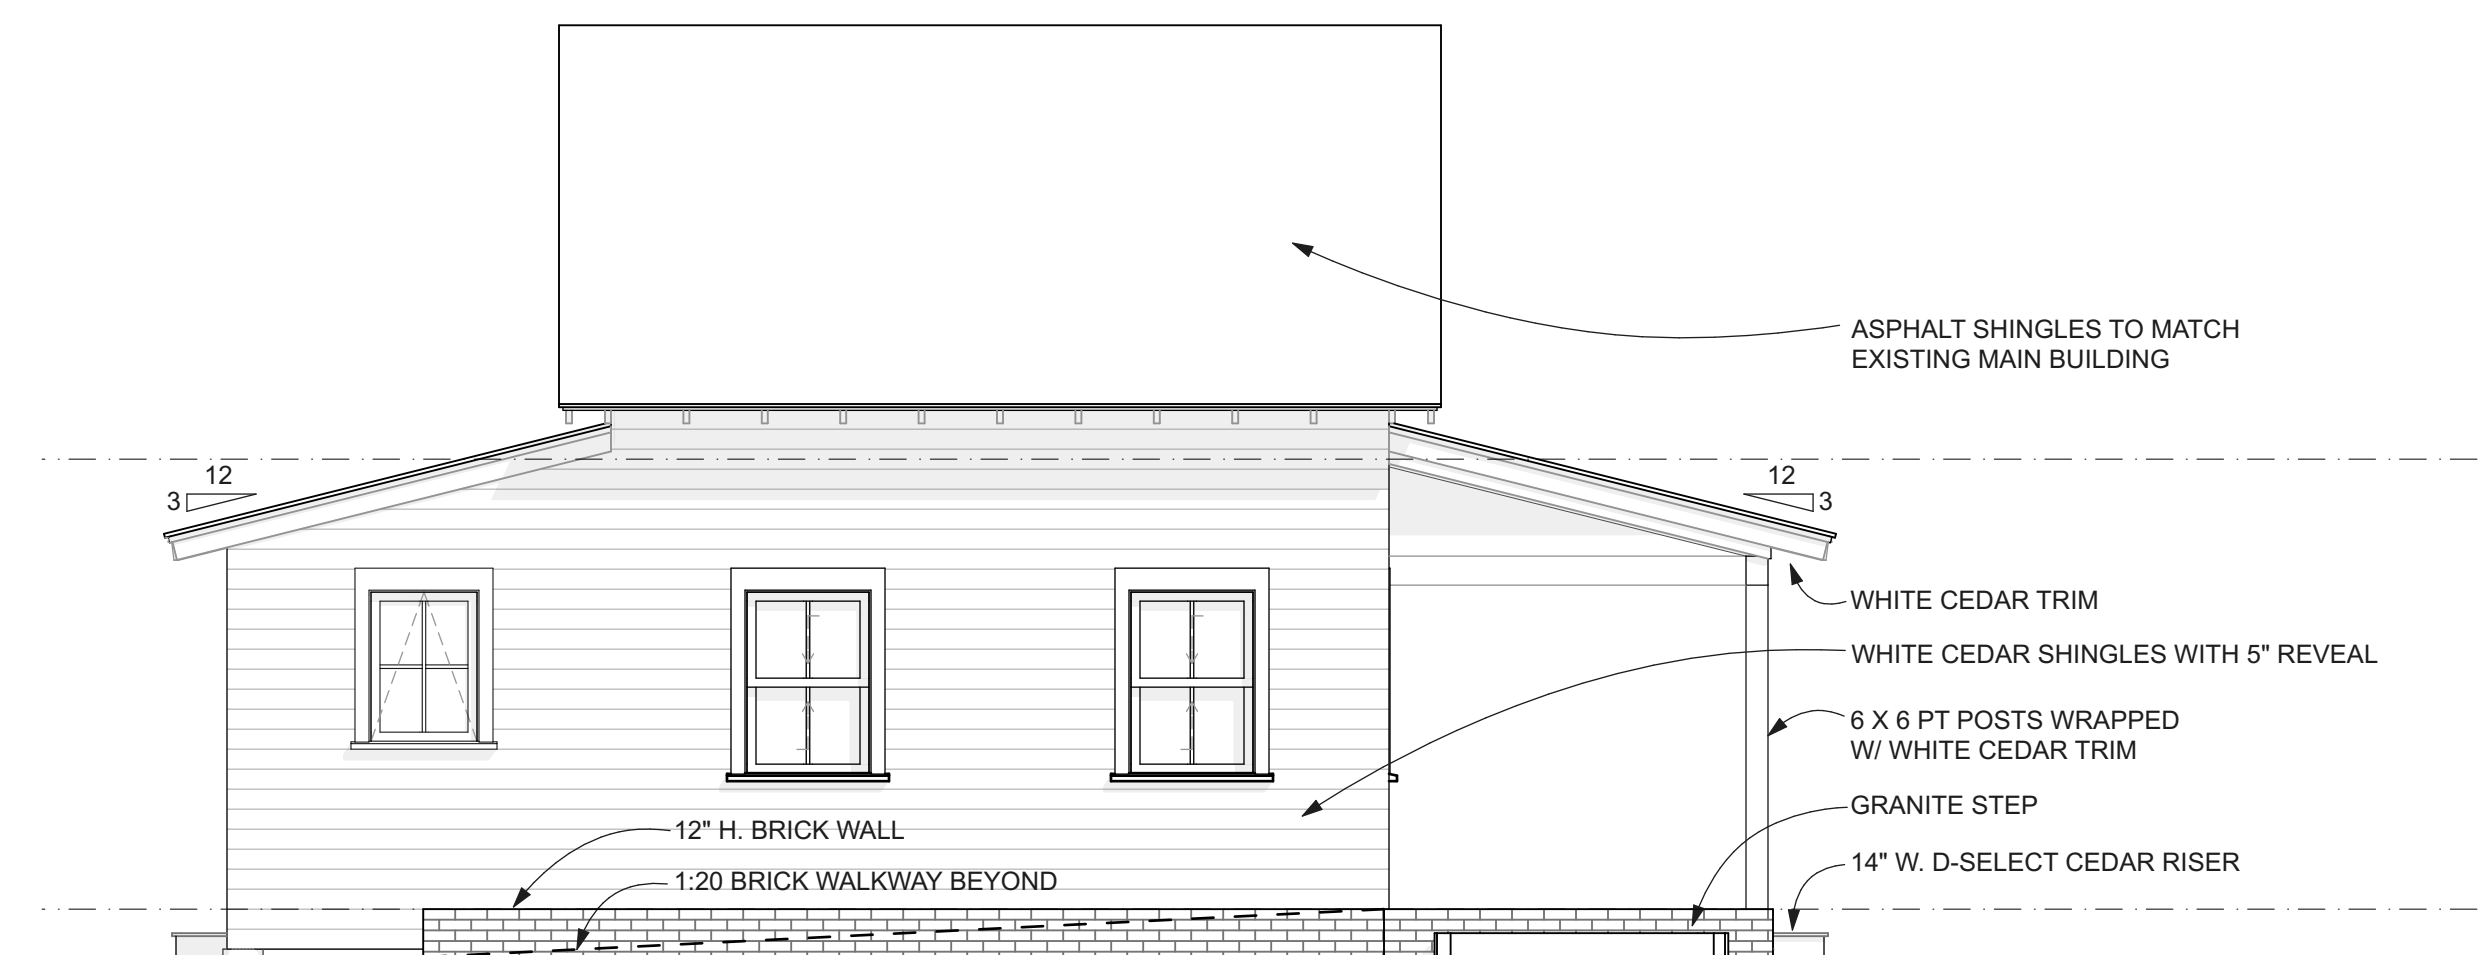 ASPHALT SHINGLES TO MATCH
EXISTING MAIN BUILDING
12
3
12
3
WHITE CEDAR TRIM
WHITE CEDAR SHINGLES WITH 5" REVEAL
6 X 6 PT POSTS WRAPPED
W/ WHITE CEDAR TRIM
GRANITE STEP
12" H. BRICK WALL
14" W. D-SELECT CEDAR RISER
1:20 BRICK WALKWAY BEYOND